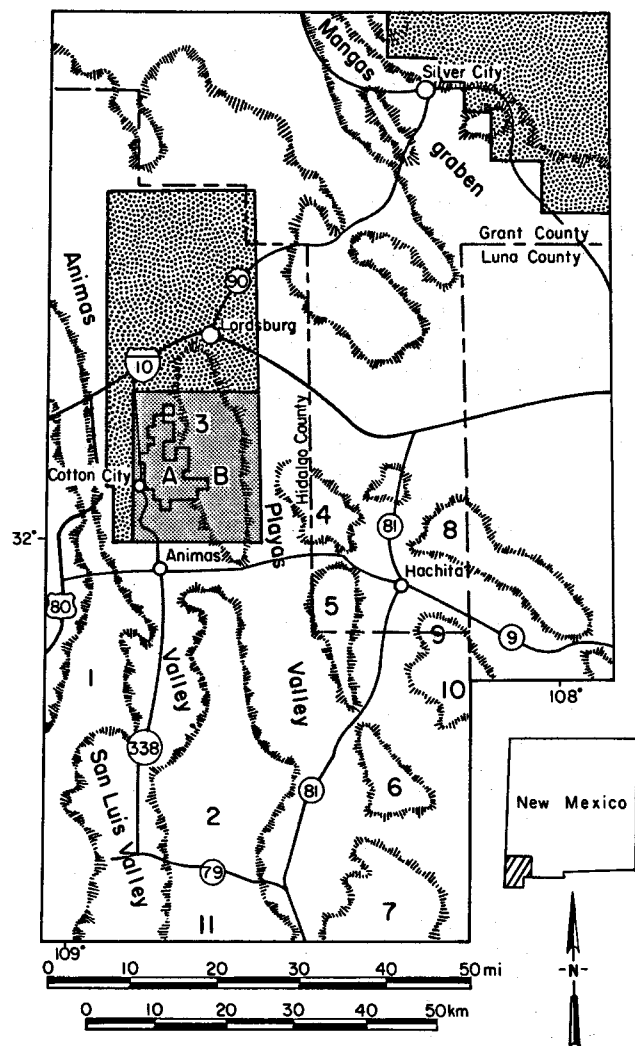 Mangas
Silver City
graben
Grant County
Luna County
Animas
90
Lordsburg
10
Hidalgo County
3
Cotton City
A
B
Playas
4
81
8
32°
Animas
Hachita
80
5
9
9
1
Valley
Valley
10
108°
338
San Luis Valley
6
81
New Mexico
2
79
11
7
109°
0 10 20 30 40 50 mi
0 10 20 30 40 50 km
-N-